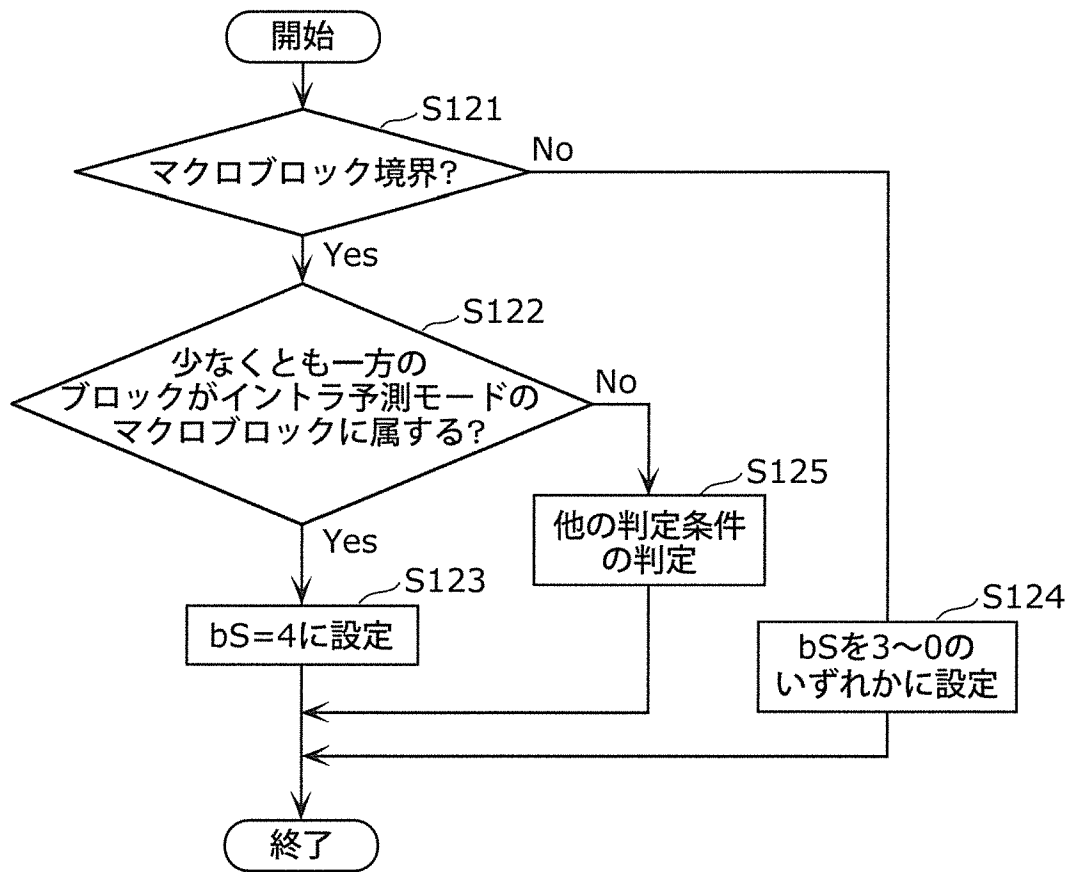 開始
S121
マクロブロック境界?
No
Yes
S122
少なくとも一方の
ブロックがイントラ予測モードの
マクロブロックに属する?
No
S125
他の判定条件
の判定
Yes
S123
bS=4に設定
S124
bSを3～0の
いずれかに設定
終了